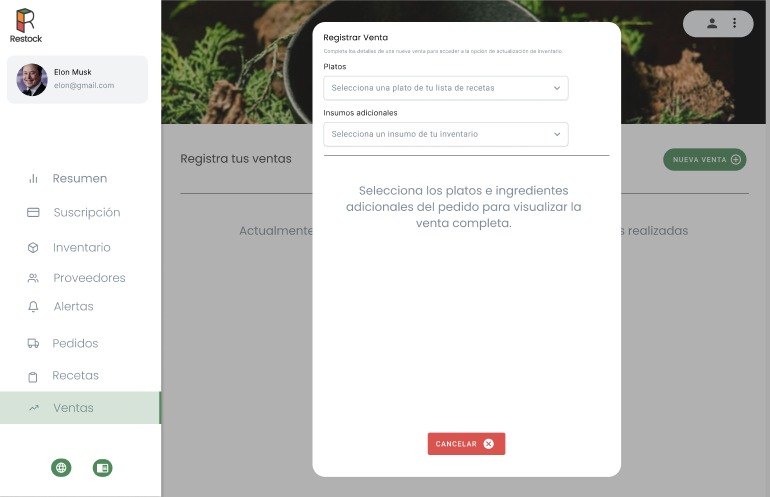 Restock
Elon Musk
elon@gmail.com
Resumen
Suscripción
Inventario
Proveedores
Alertas
Pedidos
Recetas
Ventas
Registra tus ventas
NUEVA VENTA
Actualmente
s realizadas
Registrar Venta
Completa los detalles de una nueva venta para acceder a la opción de actualización de inventario.
Platos
Selecciona una plato de tu lista de recetas
Insumos adicionales
Selecciona un insumo de tu inventario
Selecciona los platos e ingredientes
adicionales del pedido para visualizar la
venta completa.
CANCELAR